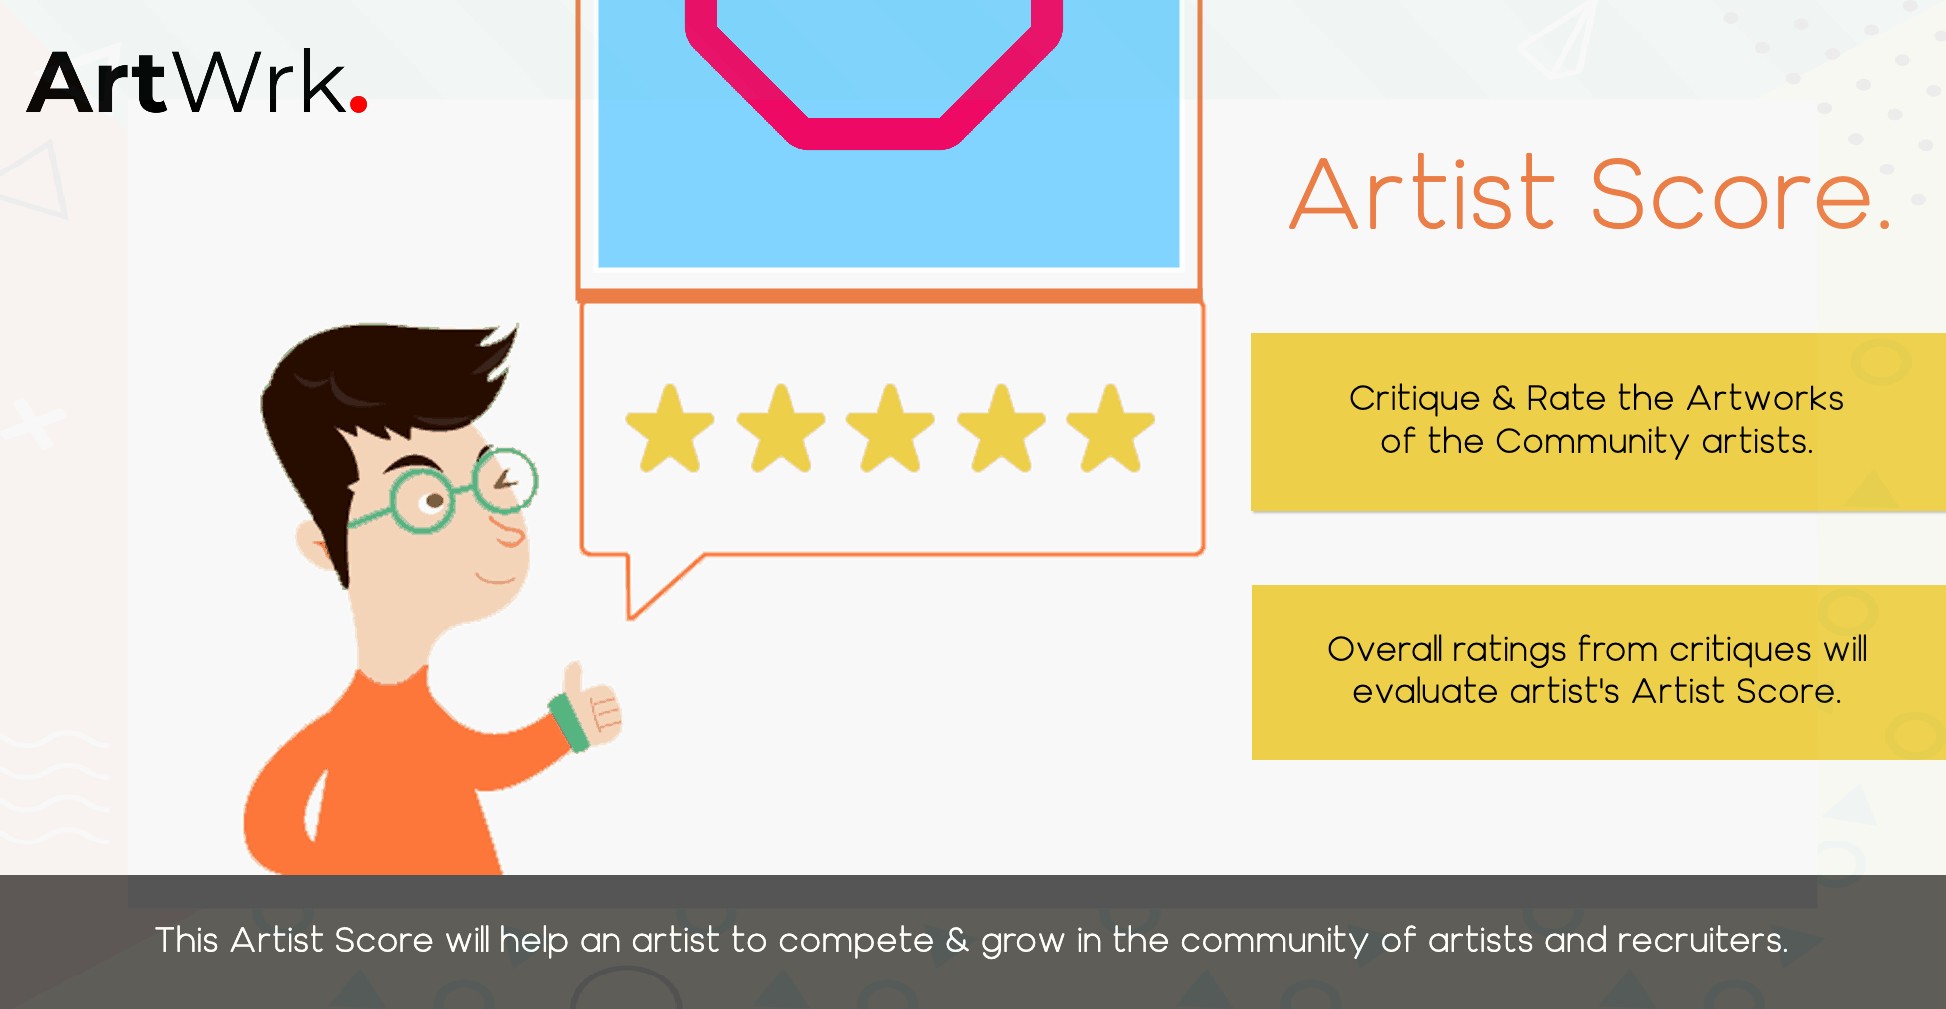 ArtWrk.
Artist Score.
Critique & Rate the Artworks
of the Community artists.
Overall ratings from critiques will
evaluate artist's Artist Score.
This Artist Score will help an artist to compete & grow in the community of artists and recruiters.